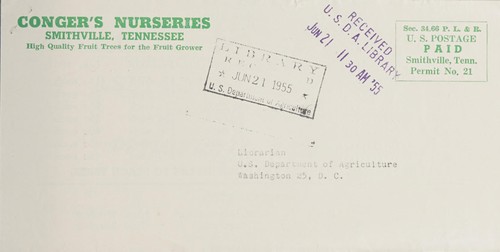 CONGER'S NURSERIES
SMITHVILLE, TENNESSEE
High Quality Fruit Trees for the Fruit Grower
LIBRARY
★ JUN 21 1955 ★
U. S. Department of Agriculture
RECEIVED
U.S.D.A. LIBRARY
JUN 21 11 30 AM '55
Sec. 34.66 P. L. & R.
U. S. POSTAGE
PAID
Smithville, Tenn.
Permit No. 21
Librarian
U.S. Department of Agriculture
Washington 25, D. C.